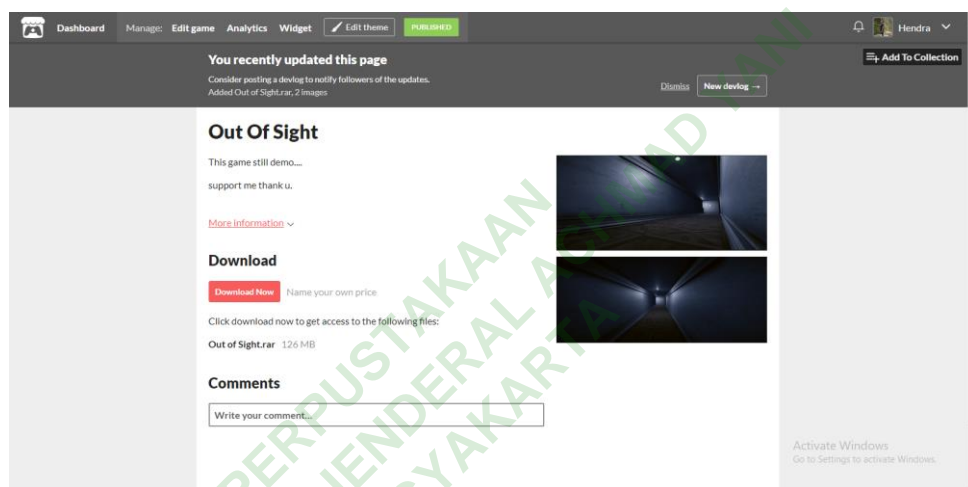 Dashboard Manage: Edit game Analytics Widget Edit theme PUBLISHED Hendra
You recently updated this page
Add To Collection
Consider posting a devlog to notify followers of the updates.
Added Out of Sight.rar, 2 images
Dismiss New devlog →
Out Of Sight
This game still demo....
support me thank u.
More information
Download
Download Now Name your own price
Click download now to get access to the following files:
Out of Sight.rar 126 MB
Comments
Write your comment...
Activate Windows
Go to Settings to activate Windows.
PERPUSTAKAAN
JENDERAL ACHMAD YANI
YAKARTA